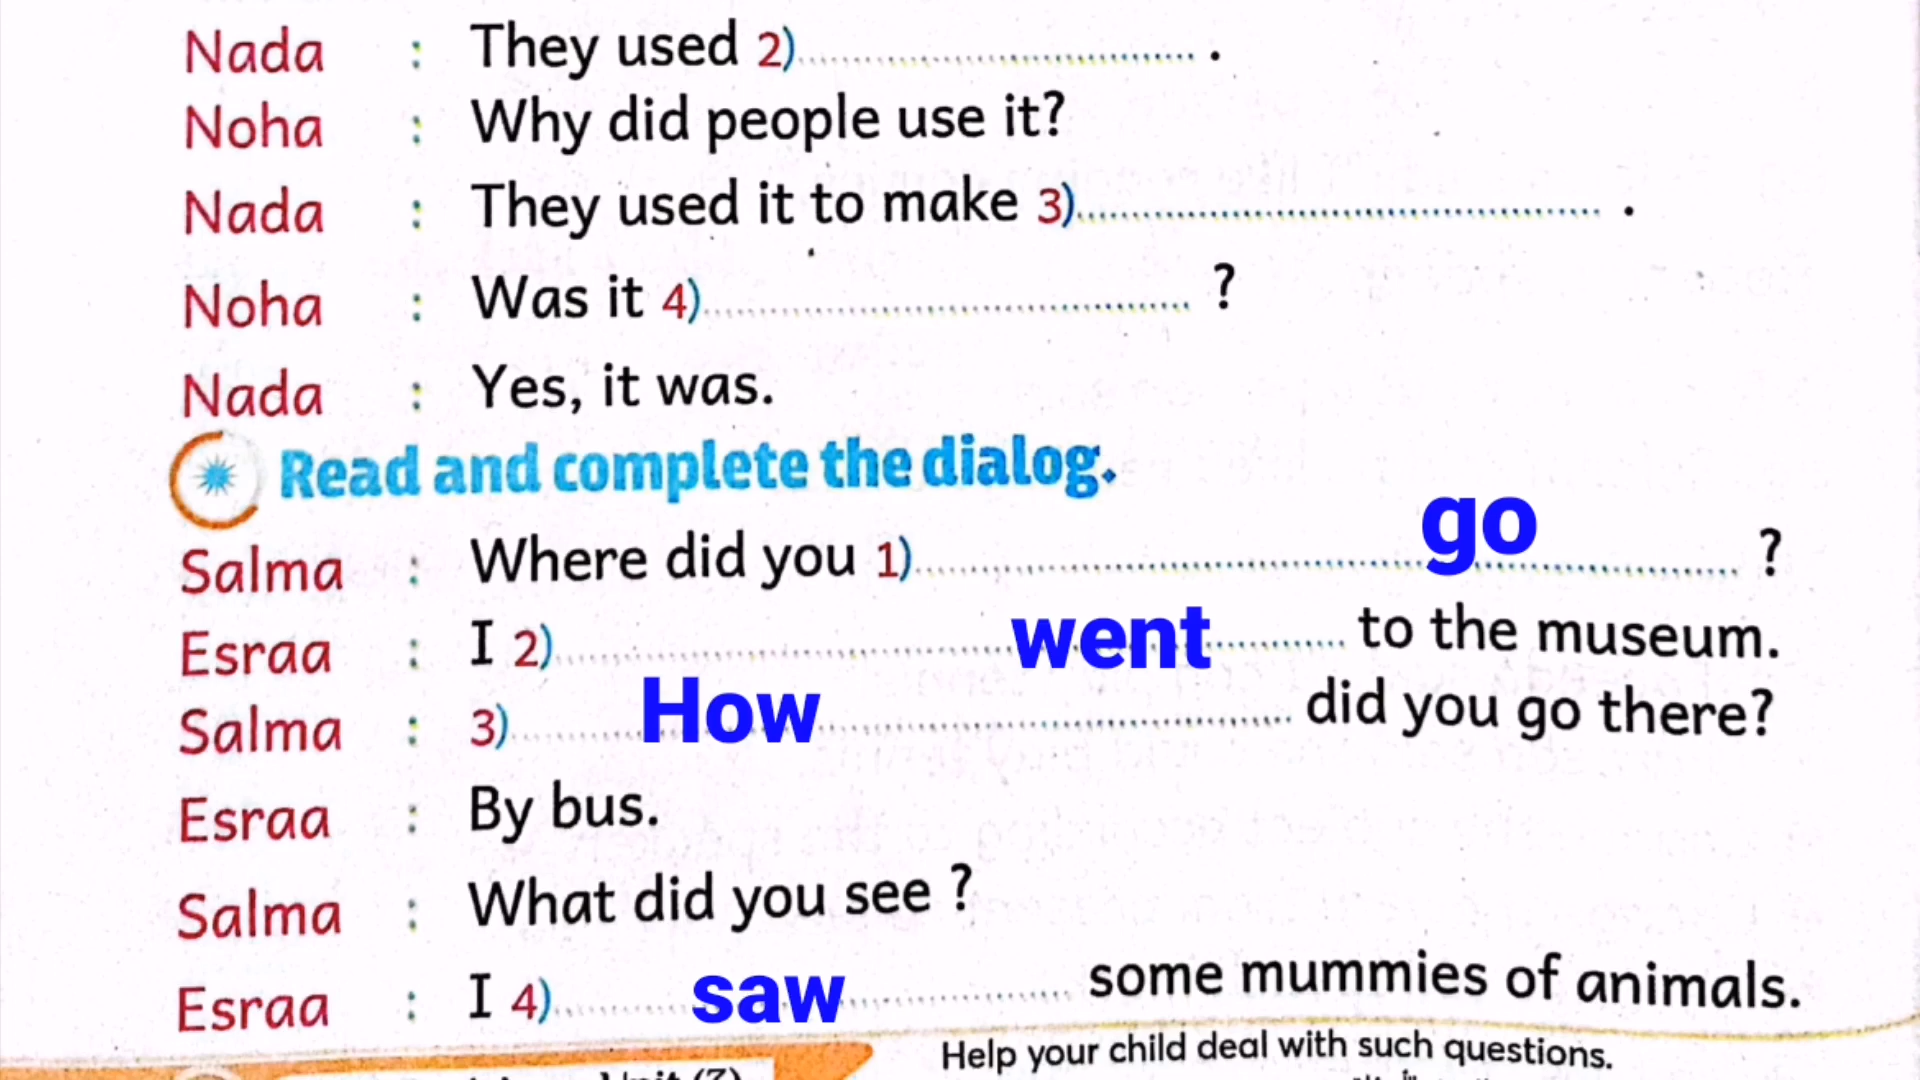 Nada : They used 2)........................ .
Noha : Why did people use it?
Nada : They used it to make 3)........................ .
Noha : Was it 4)........................ ?
Nada : Yes, it was.
Read and complete the dialog.
Salma : Where did you 1)........................ go ?
Esraa : I 2)........................ went to the museum.
Salma : 3)........ How ........................ did you go there?
Esraa : By bus.
Salma : What did you see ?
Esraa : I 4)........ saw ............ some mummies of animals.
Help your child deal with such questions.